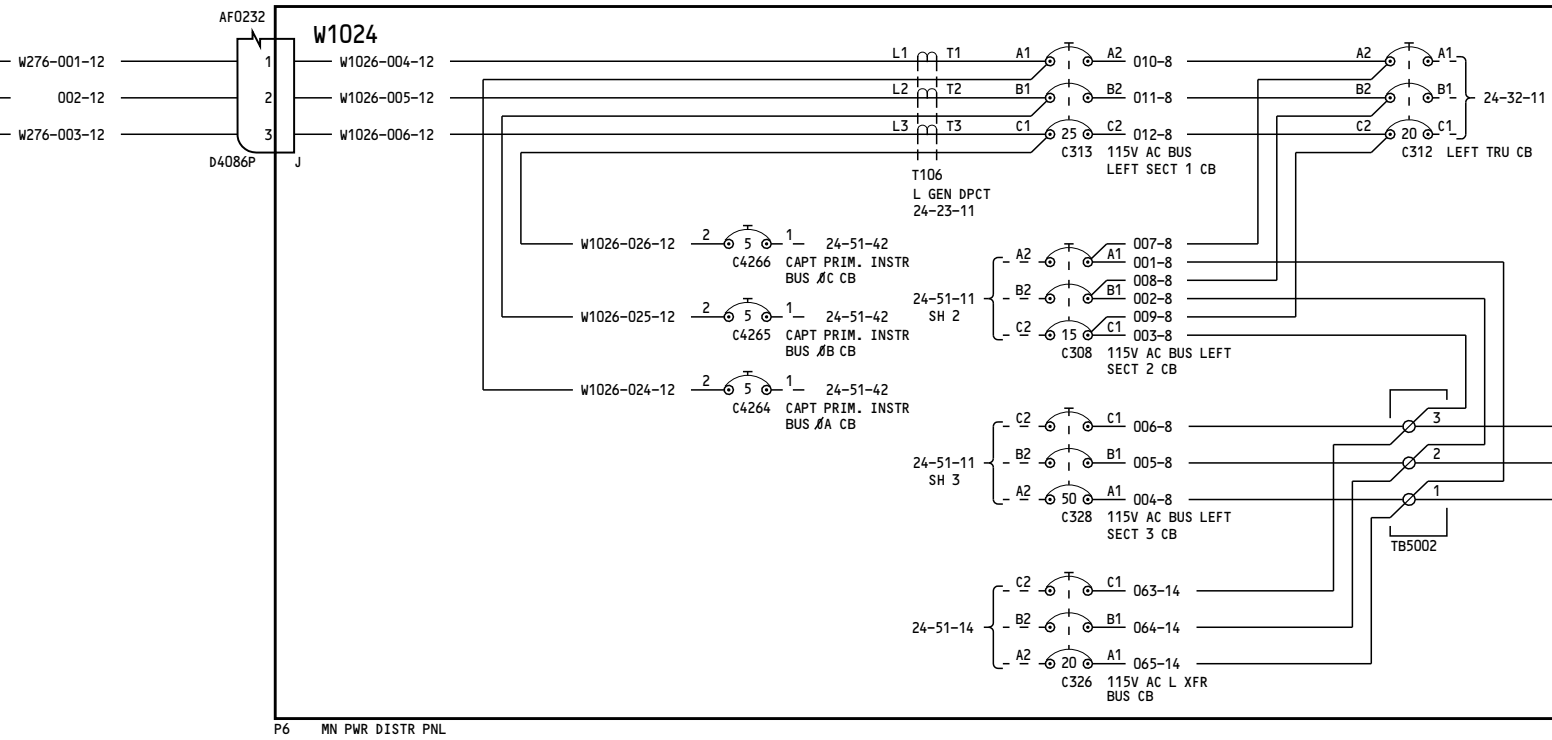 AF0232
W1024
W276-001-12 1 W1026-004-12 L1 T1 A1 A2 010-8 A2 A1
002-12 2 W1026-005-12 L2 T2 B1 B2 011-8 B2 B1 24-32-11
W276-003-12 3 W1026-006-12 L3 T3 C1 25 C2 012-8 C2 20 C1
D4086P J C313 115V AC BUS C312 LEFT TRU CB
LEFT SECT 1 CB
T106
L GEN DPCT
24-23-11
W1026-026-12 2 5 1 24-51-42
C4266 CAPT PRIM. INSTR
BUS ØC CB
W1026-025-12 2 5 1 24-51-42
C4265 CAPT PRIM. INSTR
BUS ØB CB
W1026-024-12 2 5 1 24-51-42
C4264 CAPT PRIM. INSTR
BUS ØA CB
007-8
A2 A1 001-8
008-8
24-51-11 B2 B1 002-8
SH 2 009-8
C2 15 C1 003-8
C308 115V AC BUS LEFT
SECT 2 CB
C2 C1 006-8 3
24-51-11 B2 B1 005-8 2
SH 3
A2 50 A1 004-8 1
C328 115V AC BUS LEFT
SECT 3 CB
TB5002
C2 C1 063-14
24-51-14 B2 B1 064-14
A2 20 A1 065-14
C326 115V AC L XFR
BUS CB
P6 MN PWR DISTR PNL